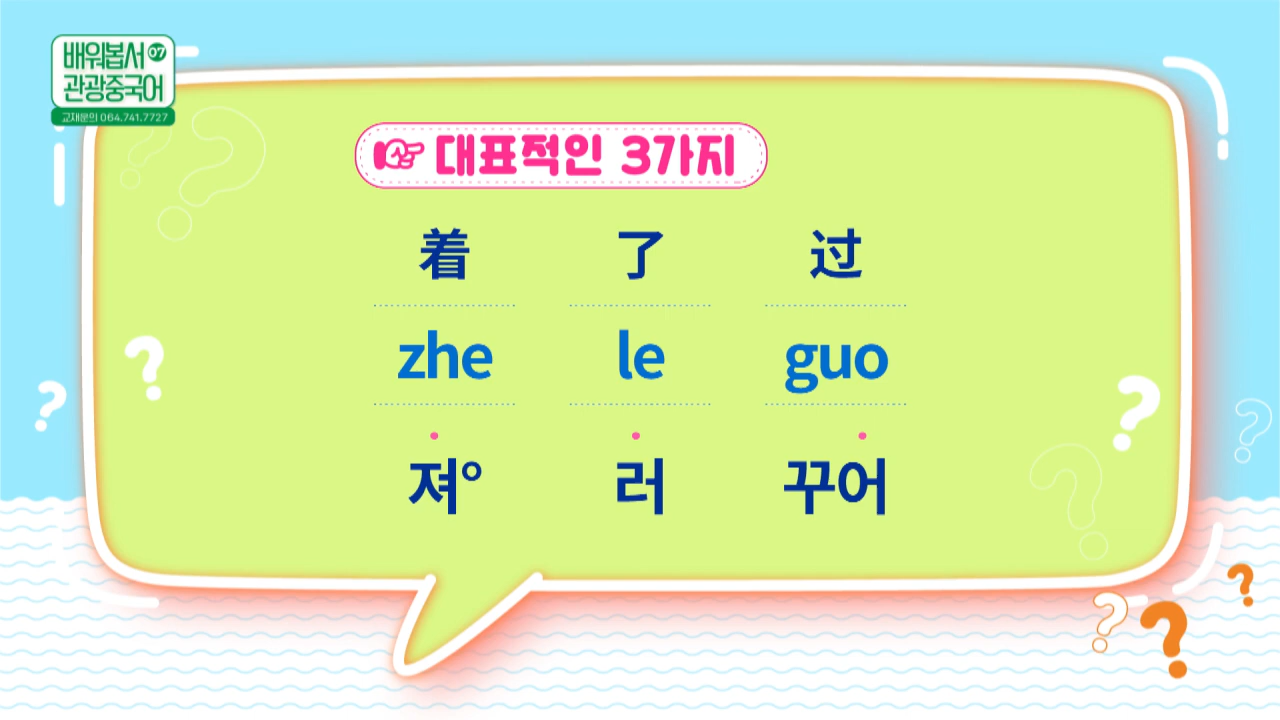 배워봅서 07
관광중국어
교재문의 064.741.7727
대표적인 3가지
着 了 过
zhe le guo
져° 러 꾸어